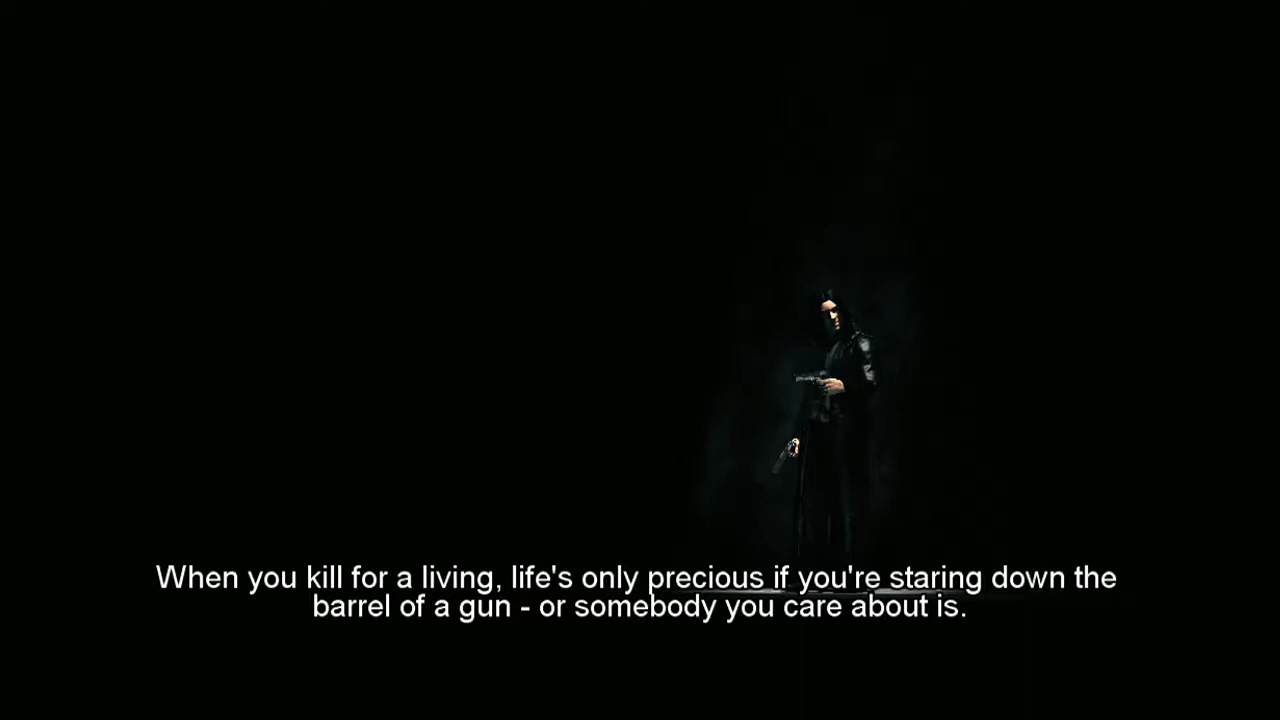 When you kill for a living, life's only precious if you're staring down the
barrel of a gun - or somebody you care about is.